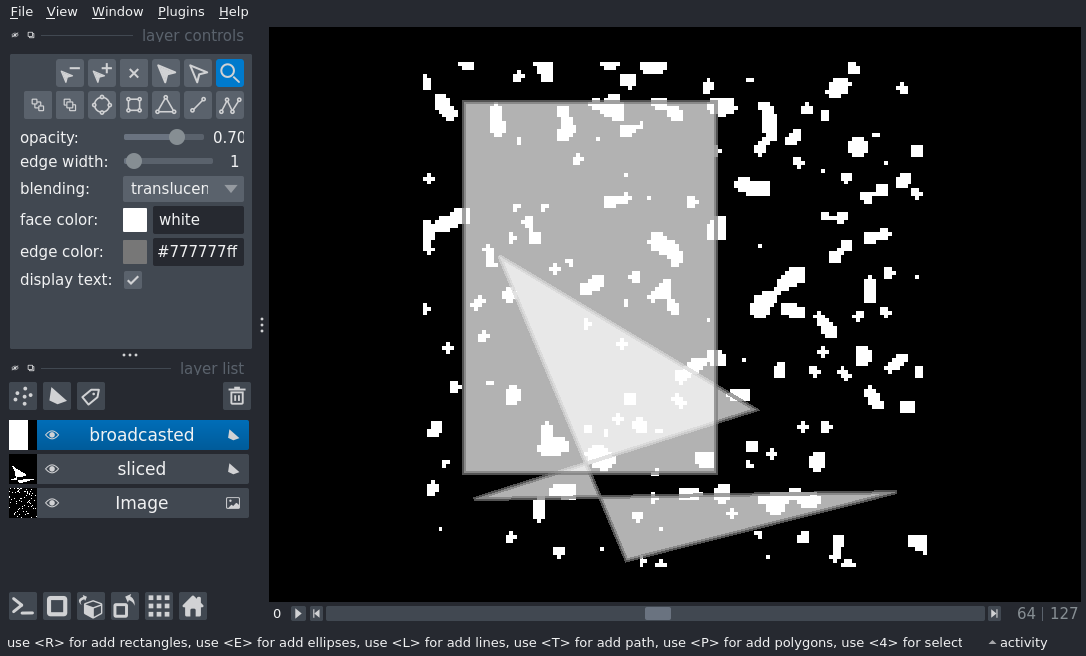 File View Window Plugins Help
layer controls
opacity: 0.70
edge width: 1
blending: translucen
face color: white
edge color: #777777ff
display text:
layer list
broadcasted
sliced
Image
0 64 | 127
use <R> for add rectangles, use <E> for add ellipses, use <L> for add lines, use <T> for add path, use <P> for add polygons, use <4> for select activity